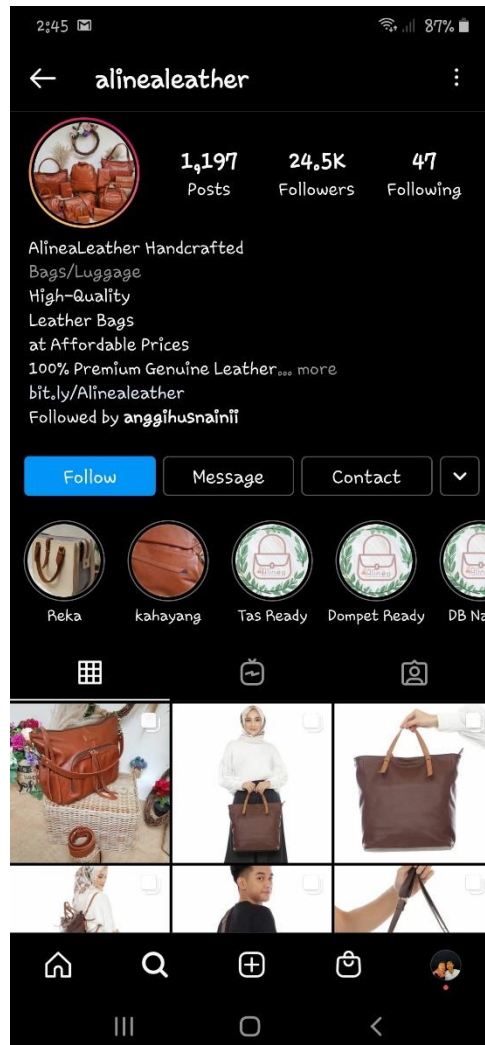 2:45 87%
alinealeather
1,197 24.5K 47
Posts Followers Following
AlineaLeather Handcrafted
Bags/Luggage
High-Quality
Leather Bags
at Affordable Prices
100% Premium Genuine Leather... more
bit.ly/Alinealeather
Followed by anggihusnainii
Follow Message Contact
Alinea Alinea
Reka kahayang Tas Ready Dompet Ready DB Na